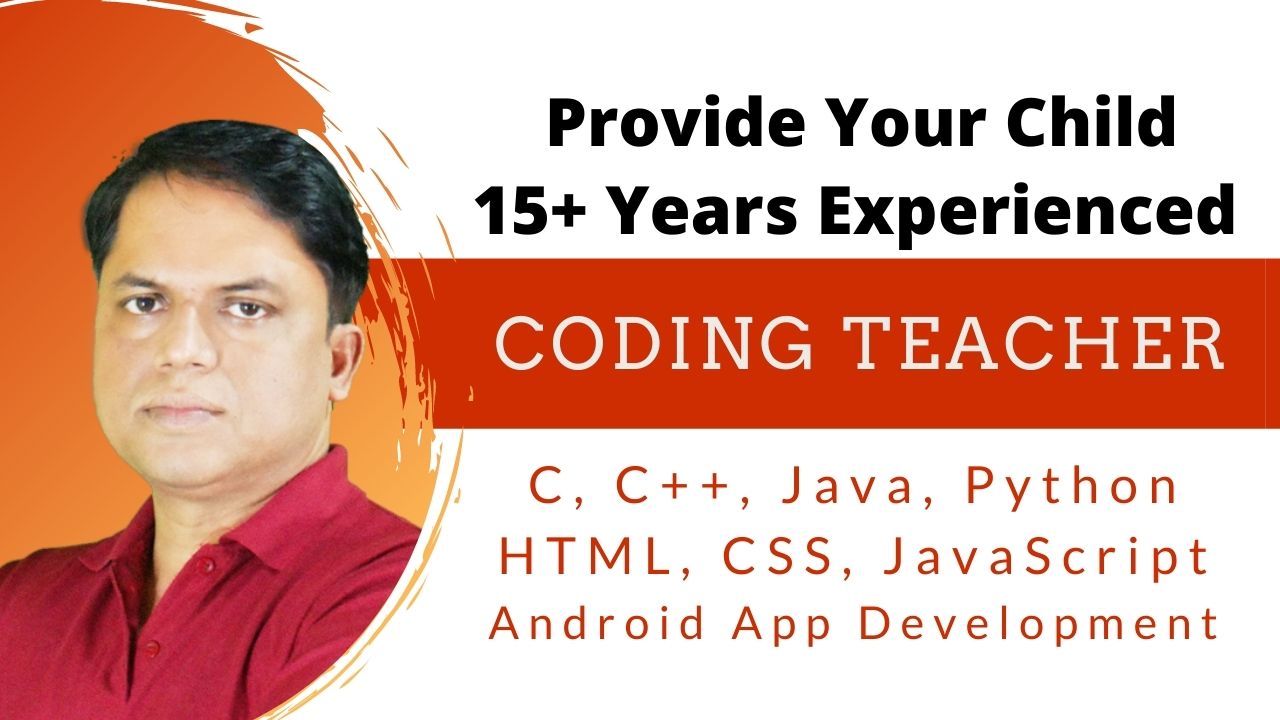 Provide Your Child
15+ Years Experienced
CODING TEACHER
C, C++, Java, Python
HTML, CSS, JavaScript
Android App Development